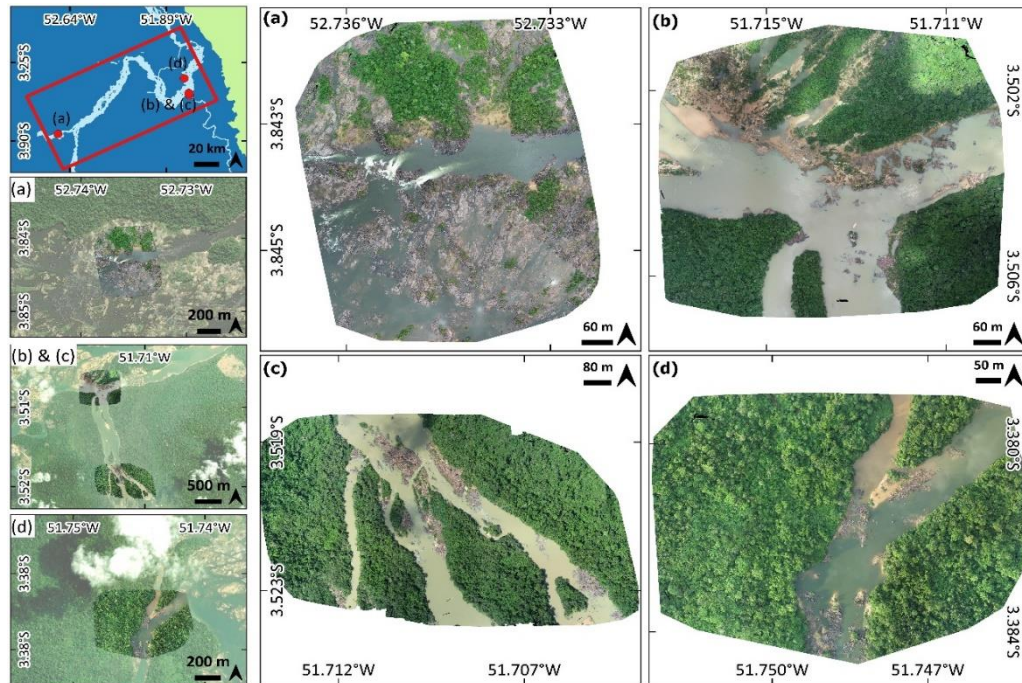 52.64°W 51.89°W
3.25°S
3.90°S
(d)
(b) & (c)
(a)
20 km
(a)
52.74°W 52.73°W
3.84°S
3.85°S
200 m
(b) & (c)
51.71°W
3.51°S
3.52°S
500 m
(d)
51.75°W 51.74°W
3.38°S
3.38°S
200 m
(a)
52.736°W 52.733°W
3.843°S
3.845°S
60 m
(b)
51.715°W 51.711°W
3.502°S
3.506°S
60 m
(c)
80 m
3.519°S
3.523°S
51.712°W 51.707°W
(d)
50 m
3.380°S
3.384°S
51.750°W 51.747°W